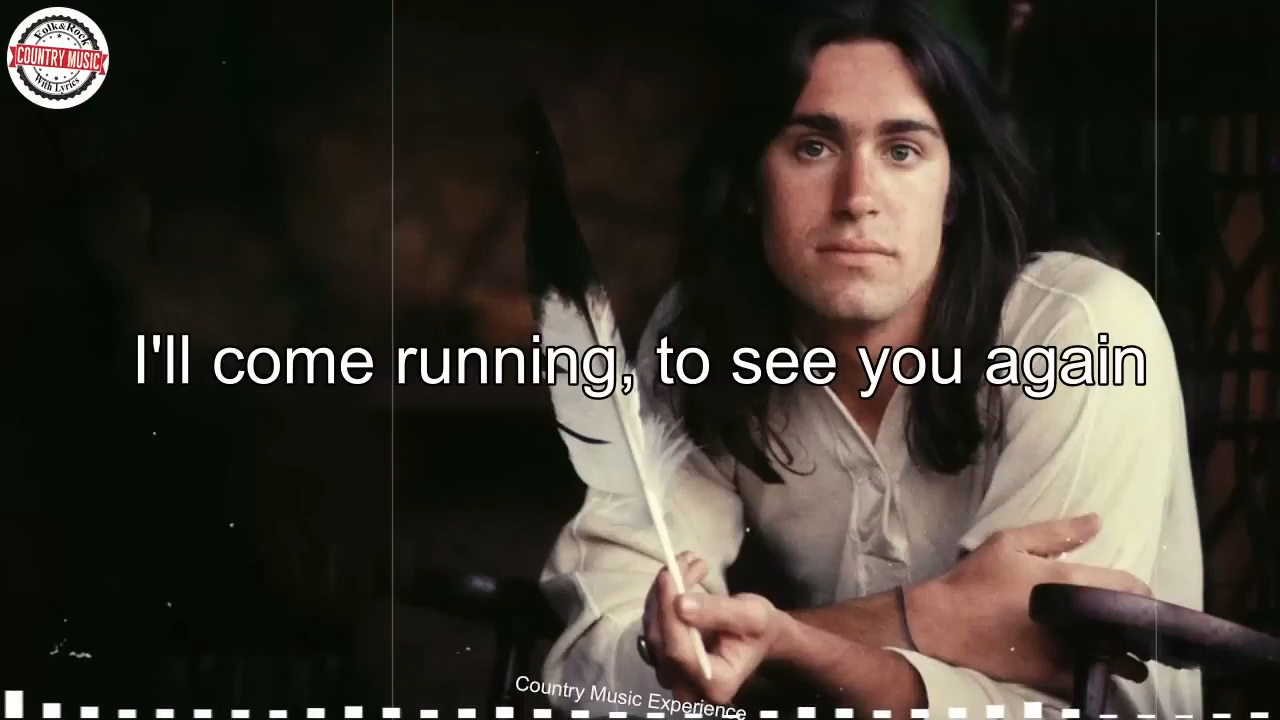 Folk&Rock
COUNTRY MUSIC
With Lyrics
I'll come running, to see you again
Country Music Experience